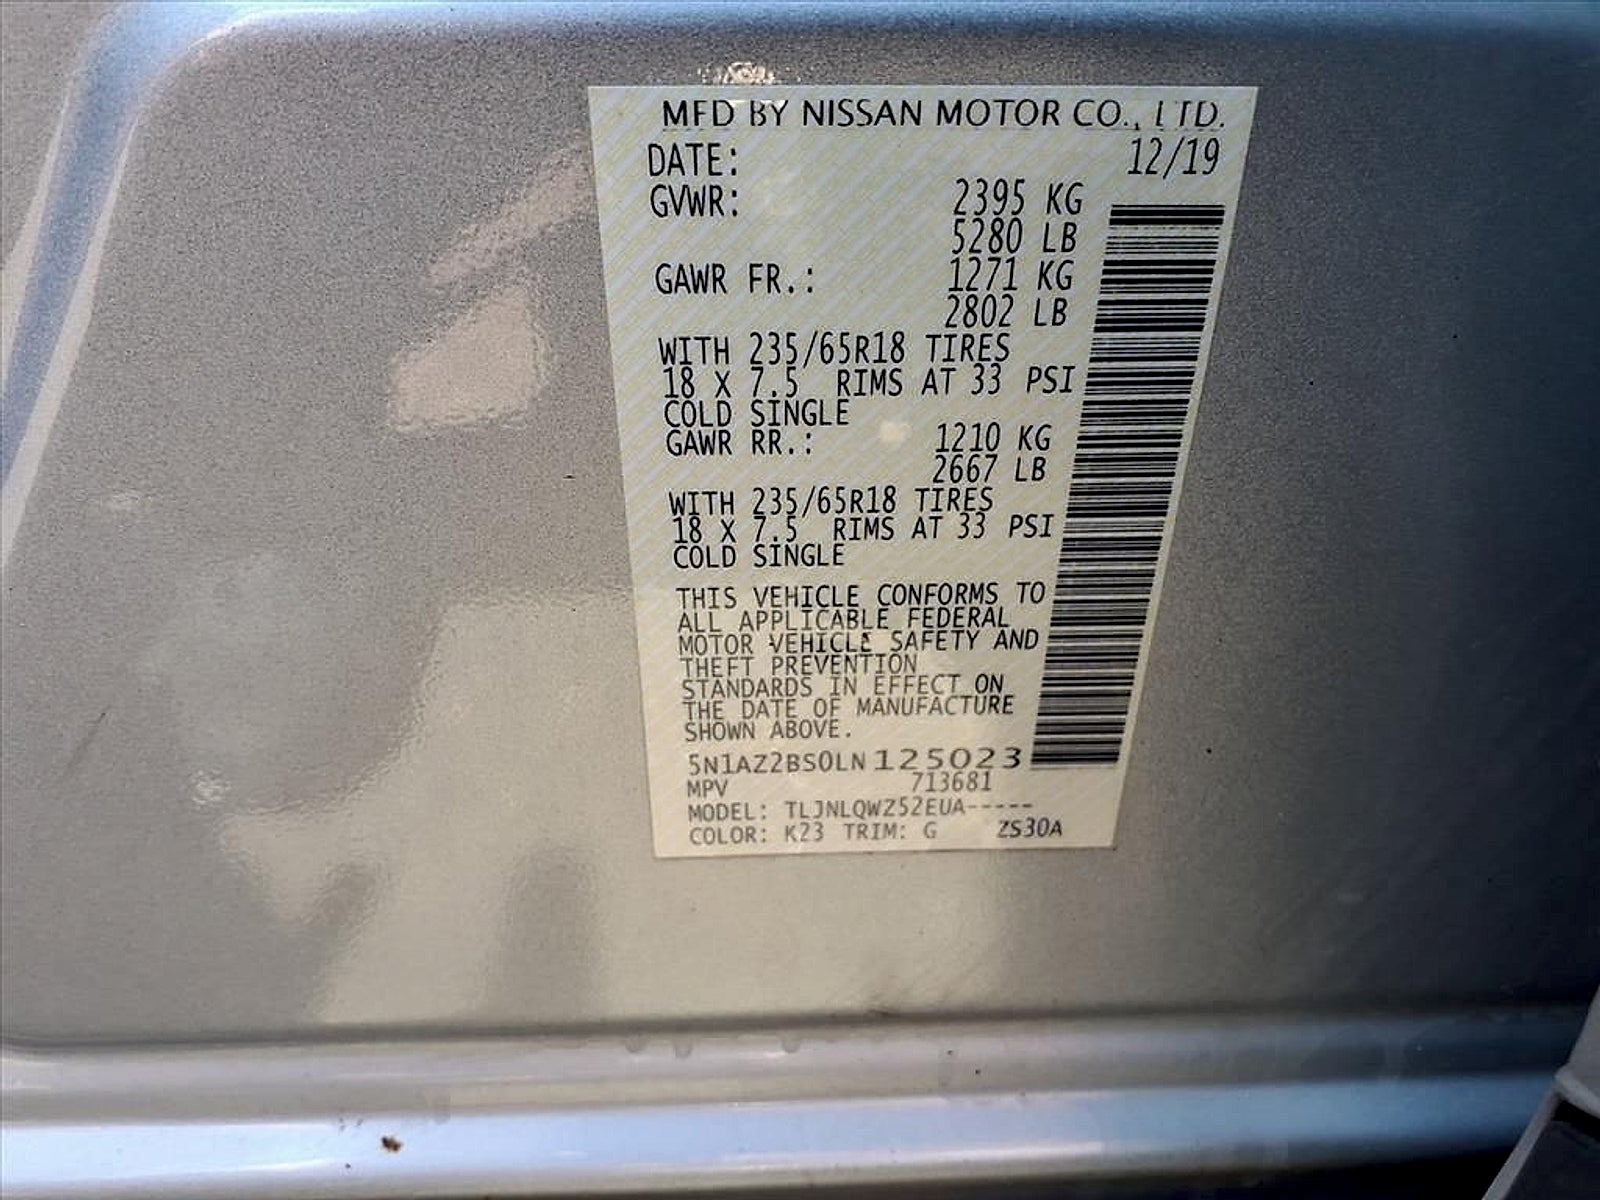 MFD BY NISSAN MOTOR CO., LTD.
DATE: 12/19
GVWR: 2395 KG
5280 LB
GAWR FR.: 1271 KG
2802 LB
WITH 235/65R18 TIRES
18 X 7.5 RIMS AT 33 PSI
COLD SINGLE
GAWR RR.: 1210 KG
2667 LB
WITH 235/65R18 TIRES
18 X 7.5 RIMS AT 33 PSI
COLD SINGLE
THIS VEHICLE CONFORMS TO
ALL APPLICABLE FEDERAL
MOTOR VEHICLE SAFETY AND
THEFT PREVENTION
STANDARDS IN EFFECT ON
THE DATE OF MANUFACTURE
SHOWN ABOVE.
5N1AZ2BS0LN125023
MPV 713681
MODEL: TLJNLQWZ52EUA-----
COLOR: K23 TRIM: G ZS30A